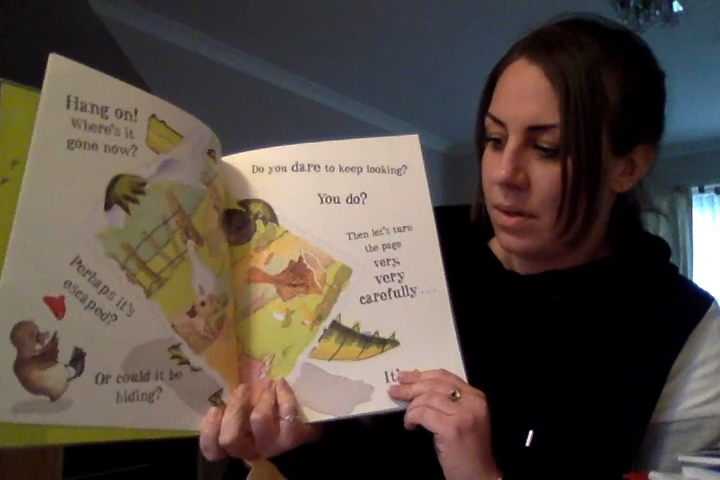 Hang on!
Where's it
gone now?
Perhaps it's
escaped?
Or could it be
hiding?
Do you dare to keep looking?
You do?
Then let's turn
the page
very,
very
carefully...